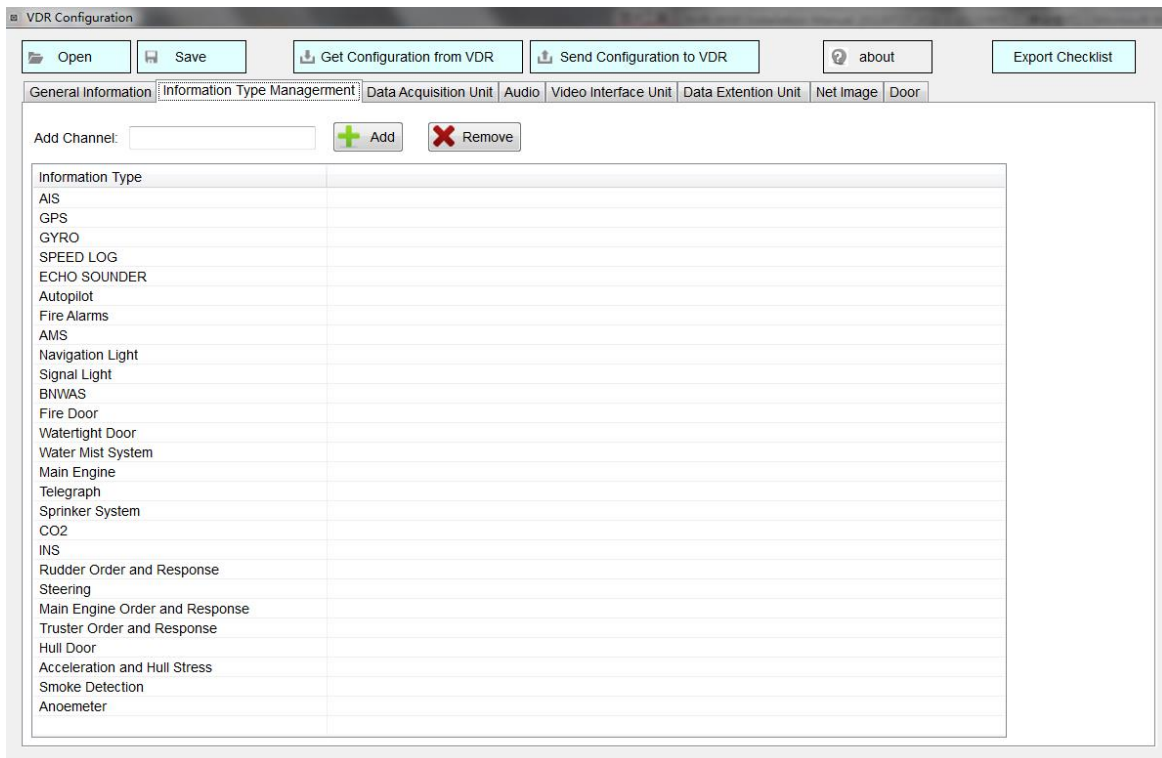 VDR Configuration
Open Save Get Configuration from VDR Send Configuration to VDR about Export Checklist
General Information Information Type Managerment Data Acquisition Unit Audio Video Interface Unit Data Extention Unit Net Image Door
Add Channel: Add Remove
Information Type
AIS
GPS
GYRO
SPEED LOG
ECHO SOUNDER
Autopilot
Fire Alarms
AMS
Navigation Light
Signal Light
BNWAS
Fire Door
Watertight Door
Water Mist System
Main Engine
Telegraph
Sprinker System
CO2
INS
Rudder Order and Response
Steering
Main Engine Order and Response
Truster Order and Response
Hull Door
Acceleration and Hull Stress
Smoke Detection
Anoemeter